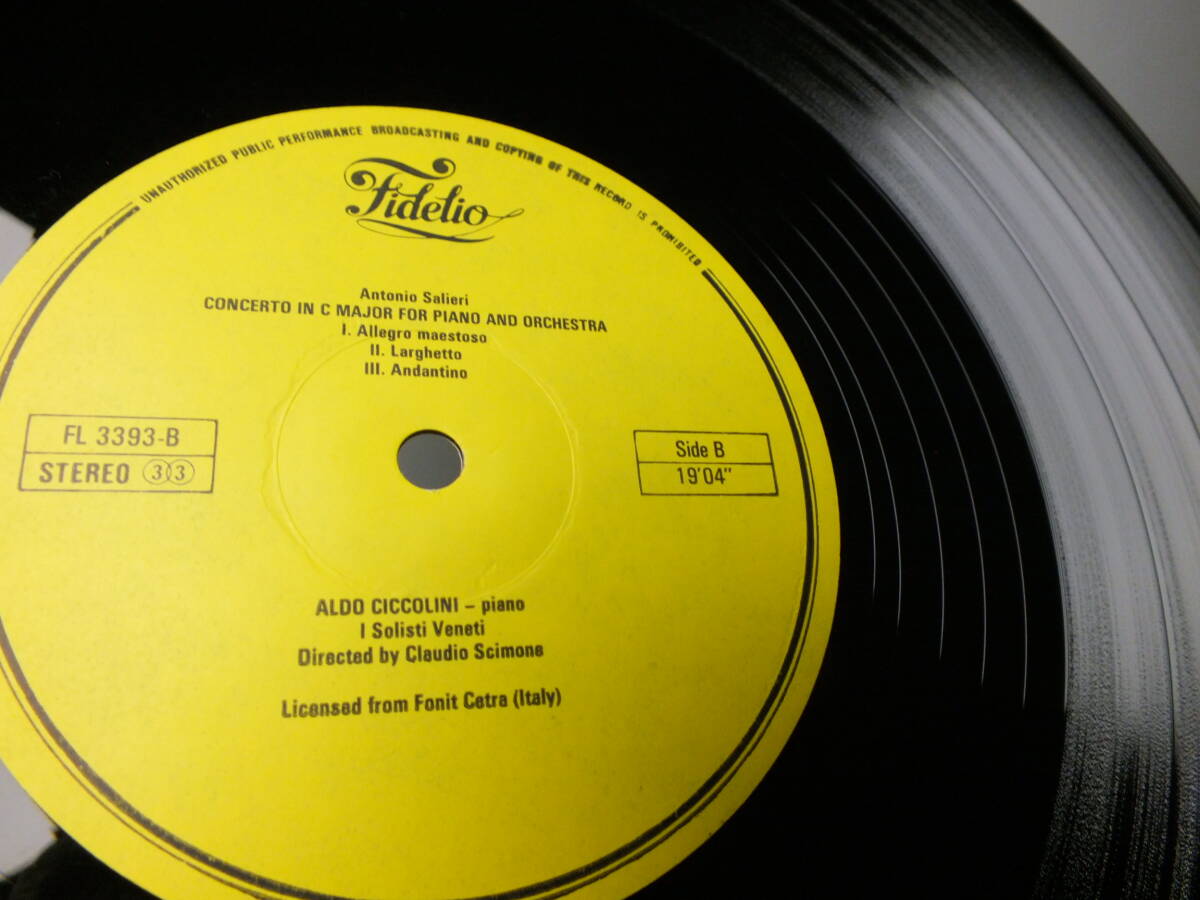 UNAUTHORIZED PUBLIC PERFORMANCE BROADCASTING AND COPYING OF THIS RECORD IS PROHIBITED
Fidelio
Antonio Salieri
CONCERTO IN C MAJOR FOR PIANO AND ORCHESTRA
I. Allegro maestoso
II. Larghetto
III. Andantino
FL 3393-B
STEREO 33
Side B
19'04"
ALDO CICCOLINI – piano
I Solisti Veneti
Directed by Claudio Scimone
Licensed from Fonit Cetra (Italy)